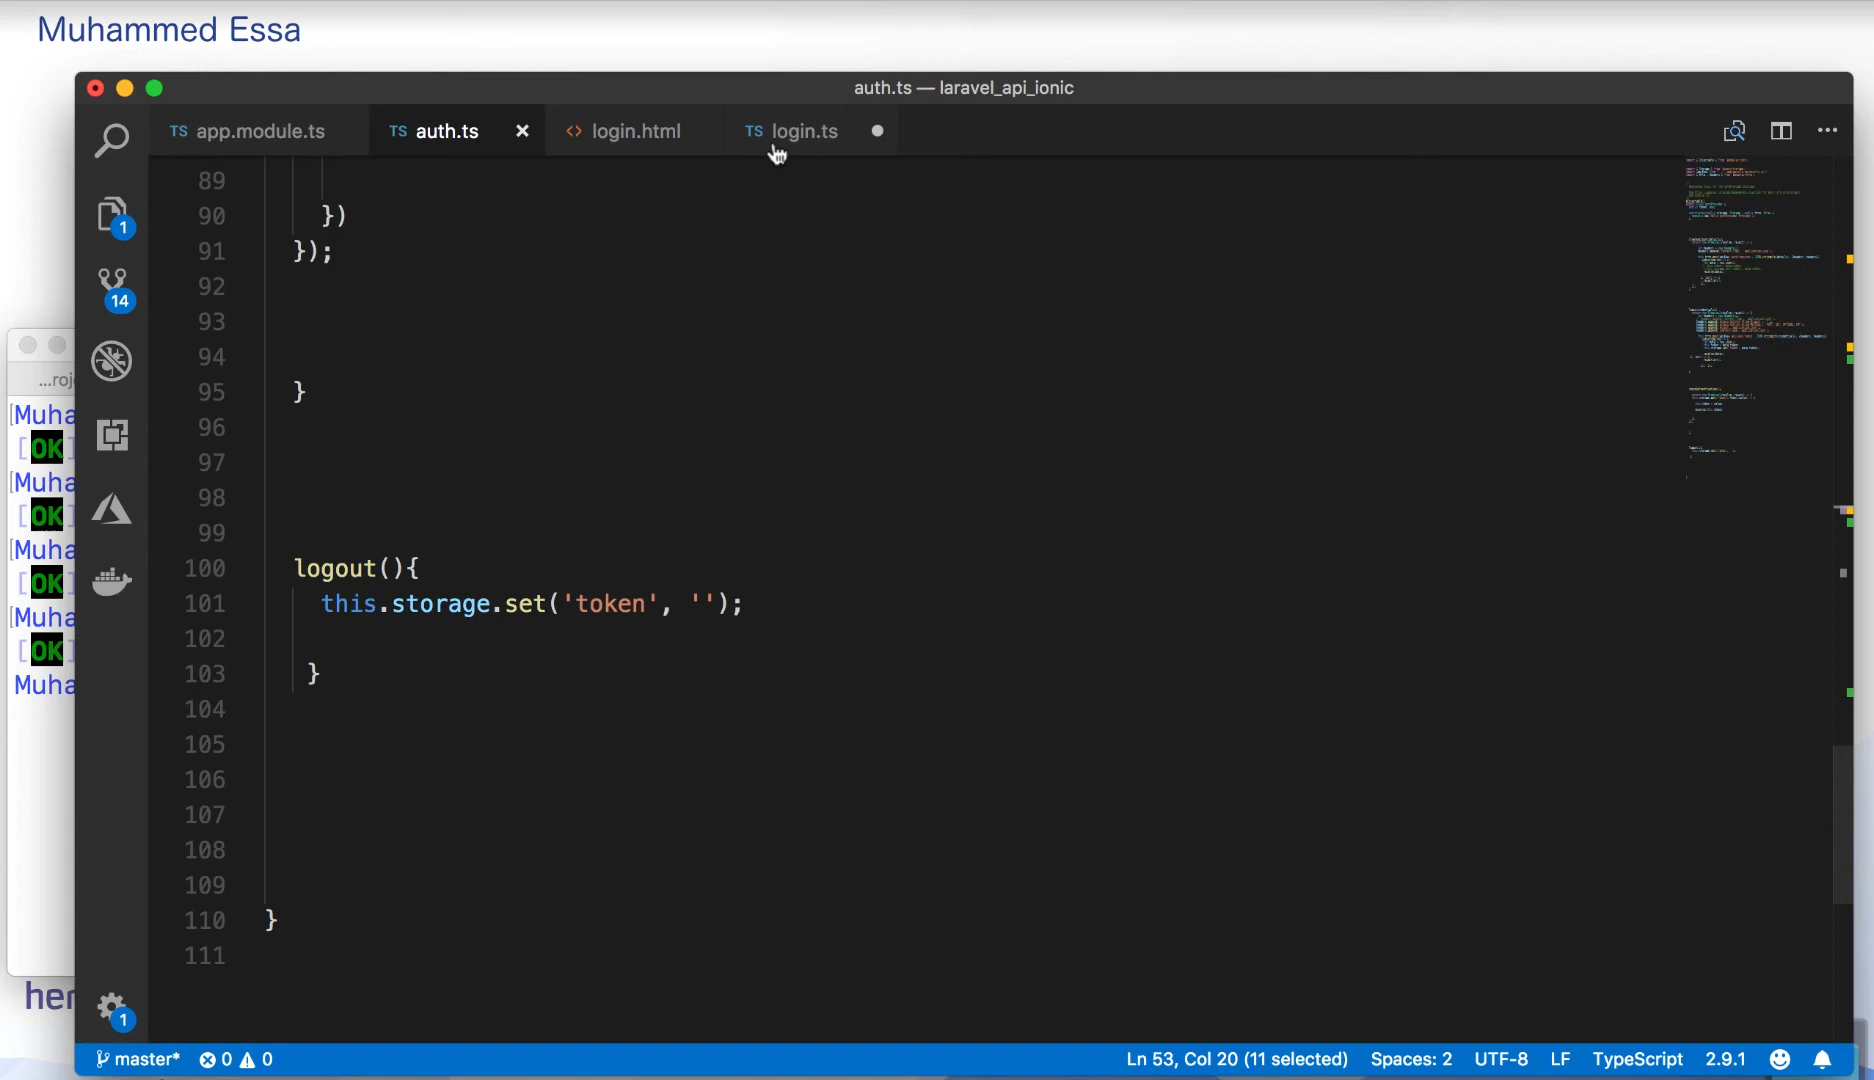 Muhammed Essa
auth.ts — laravel_api_ionic
TS app.module.ts
TS auth.ts
<> login.html
TS login.ts
89
90 })
91 });
92
93
94
95 }
96
97
98
99
100 logout(){
101 this.storage.set('token', '');
102
103 }
104
105
106
107
108
109
110 }
111
1
14
1
...roj
[Muha
[OK]
[Muha
[OK]
[Muha
[OK]
[Muha
[OK]
Muha
her
master* 0 0
Ln 53, Col 20 (11 selected) Spaces: 2 UTF-8 LF TypeScript 2.9.1